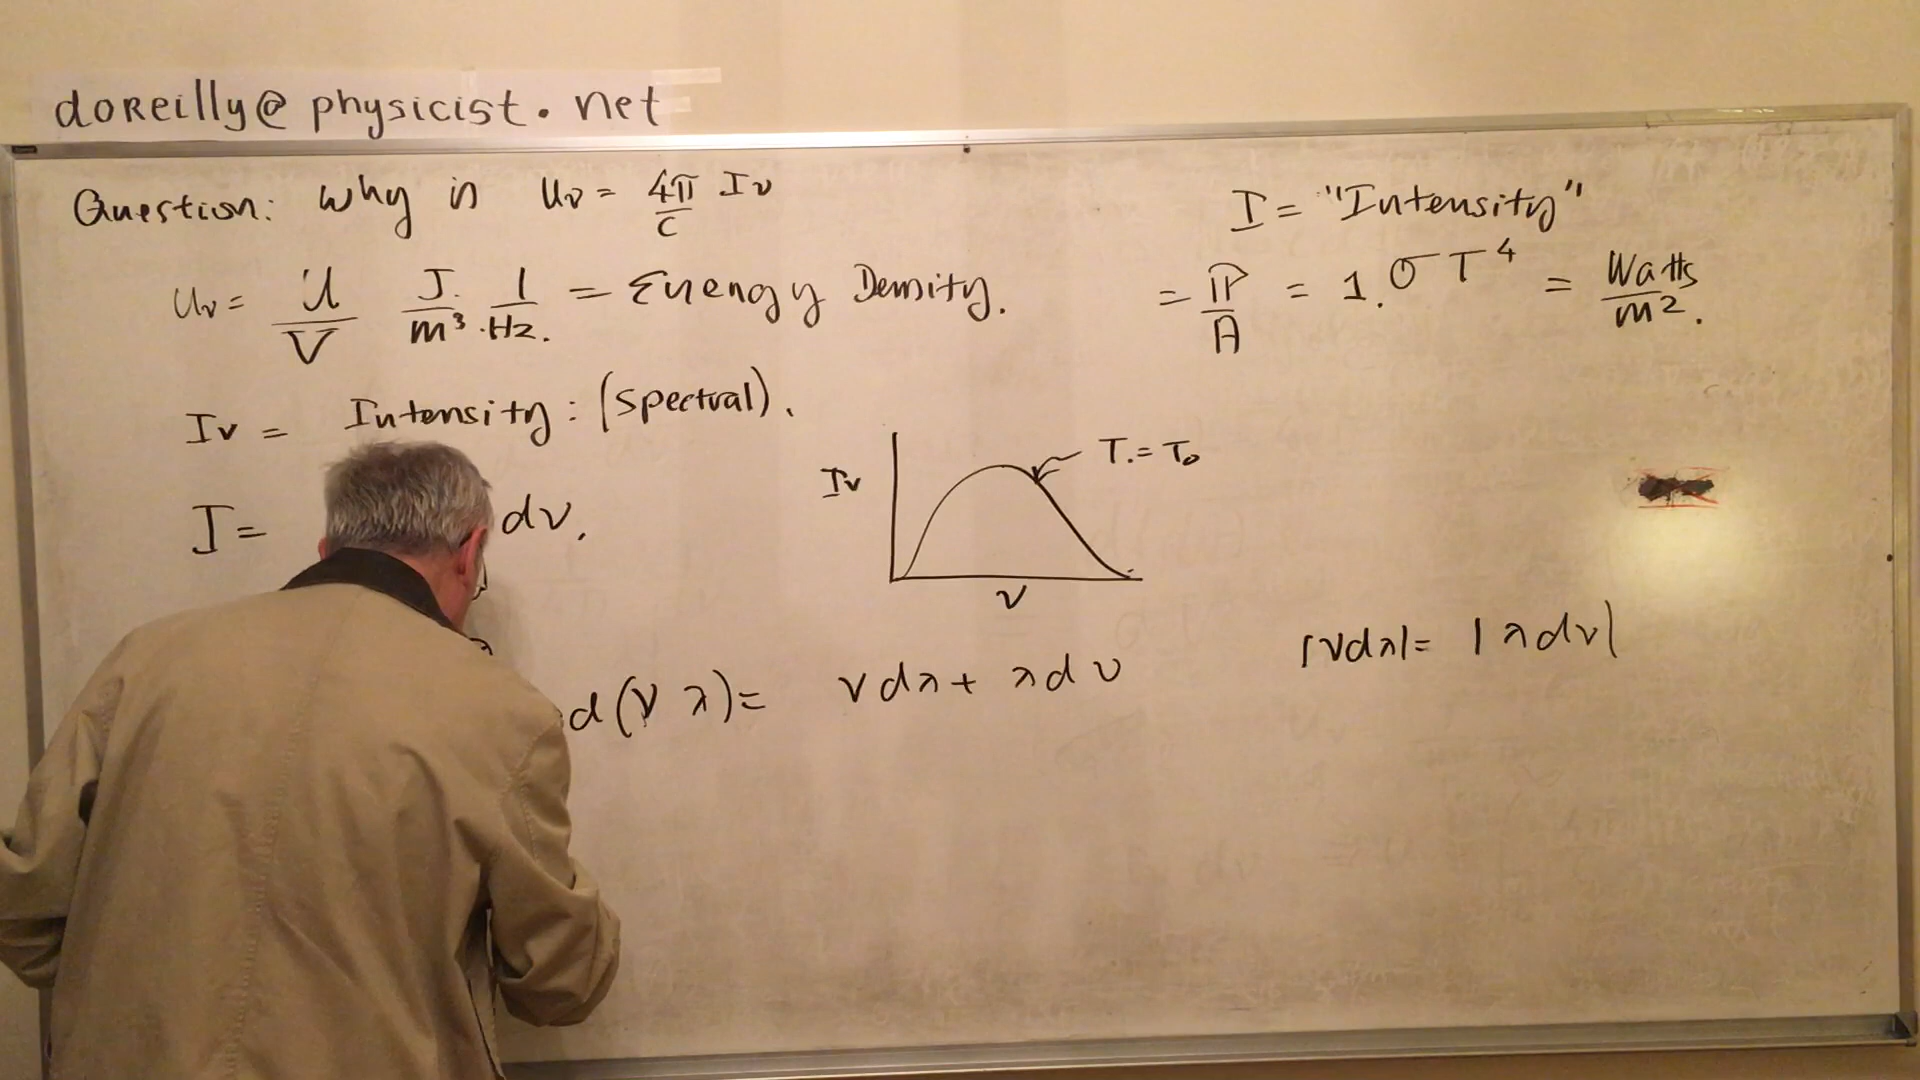 doreilly@physicist.net
Question: Why is Uν = 4π/c Iν
I = "Intensity"
Uν = U/V J/m³ · 1/Hz. = Energy Density.
= P/A = 1. σ T⁴ = Watts/m².
Iν = Intensity: (Spectral).
Iν
T. = T₀
I = dν.
ν
d(ν λ) = νdλ + λdν
|νdλ| = |λdν|